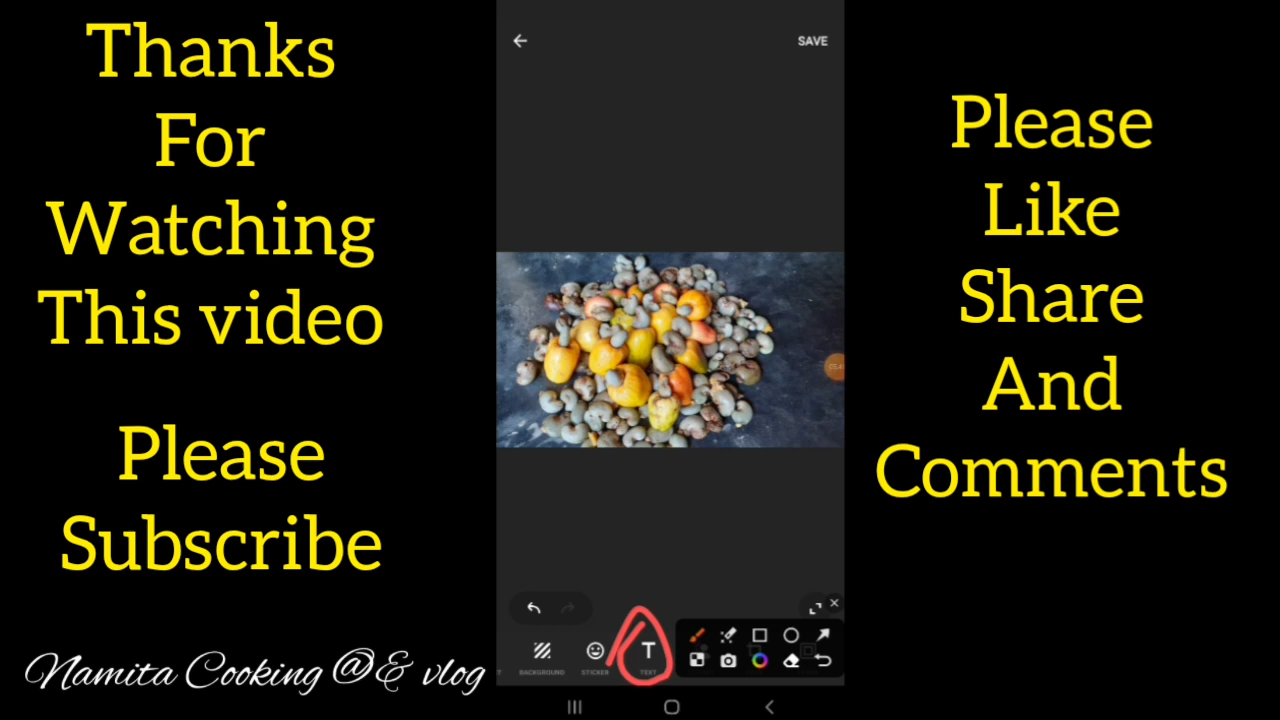 Thanks
For
Watching
This video
Please
Subscribe
Namita Cooking @& vlog
SAVE
BACKGROUND
STICKER
TEXT
Please
Like
Share
And
Comments